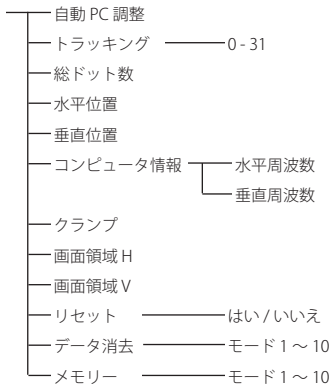 自動 PC 調整
トラッキング 0 - 31
総ドット数
水平位置
垂直位置
コンピュータ情報 水平周波数
垂直周波数
クランプ
画面領域 H
画面領域 V
リセット はい / いいえ
データ消去 モード 1 ～ 10
メモリー モード 1 ～ 10